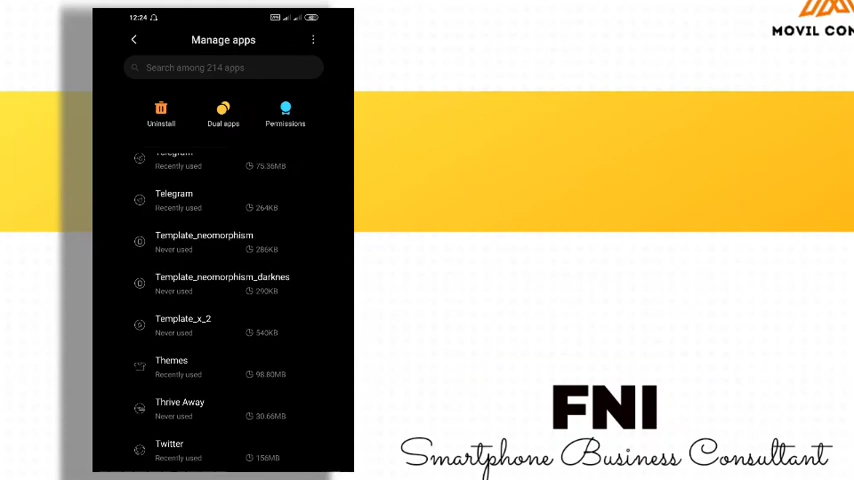 12:24
MOVIL CON
Manage apps
Search among 214 apps
Uninstall
Dual apps
Permissions
Telegram
Recently used
75.36MB
Telegram
Recently used
264KB
Template_neomorphism
Never used
286KB
Template_neomorphism_darknes
Never used
290KB
Template_x_2
Never used
540KB
Themes
Recently used
98.80MB
Thrive Away
Never used
30.66MB
Twitter
Recently used
156MB
FNI
Smartphone Business Consultant